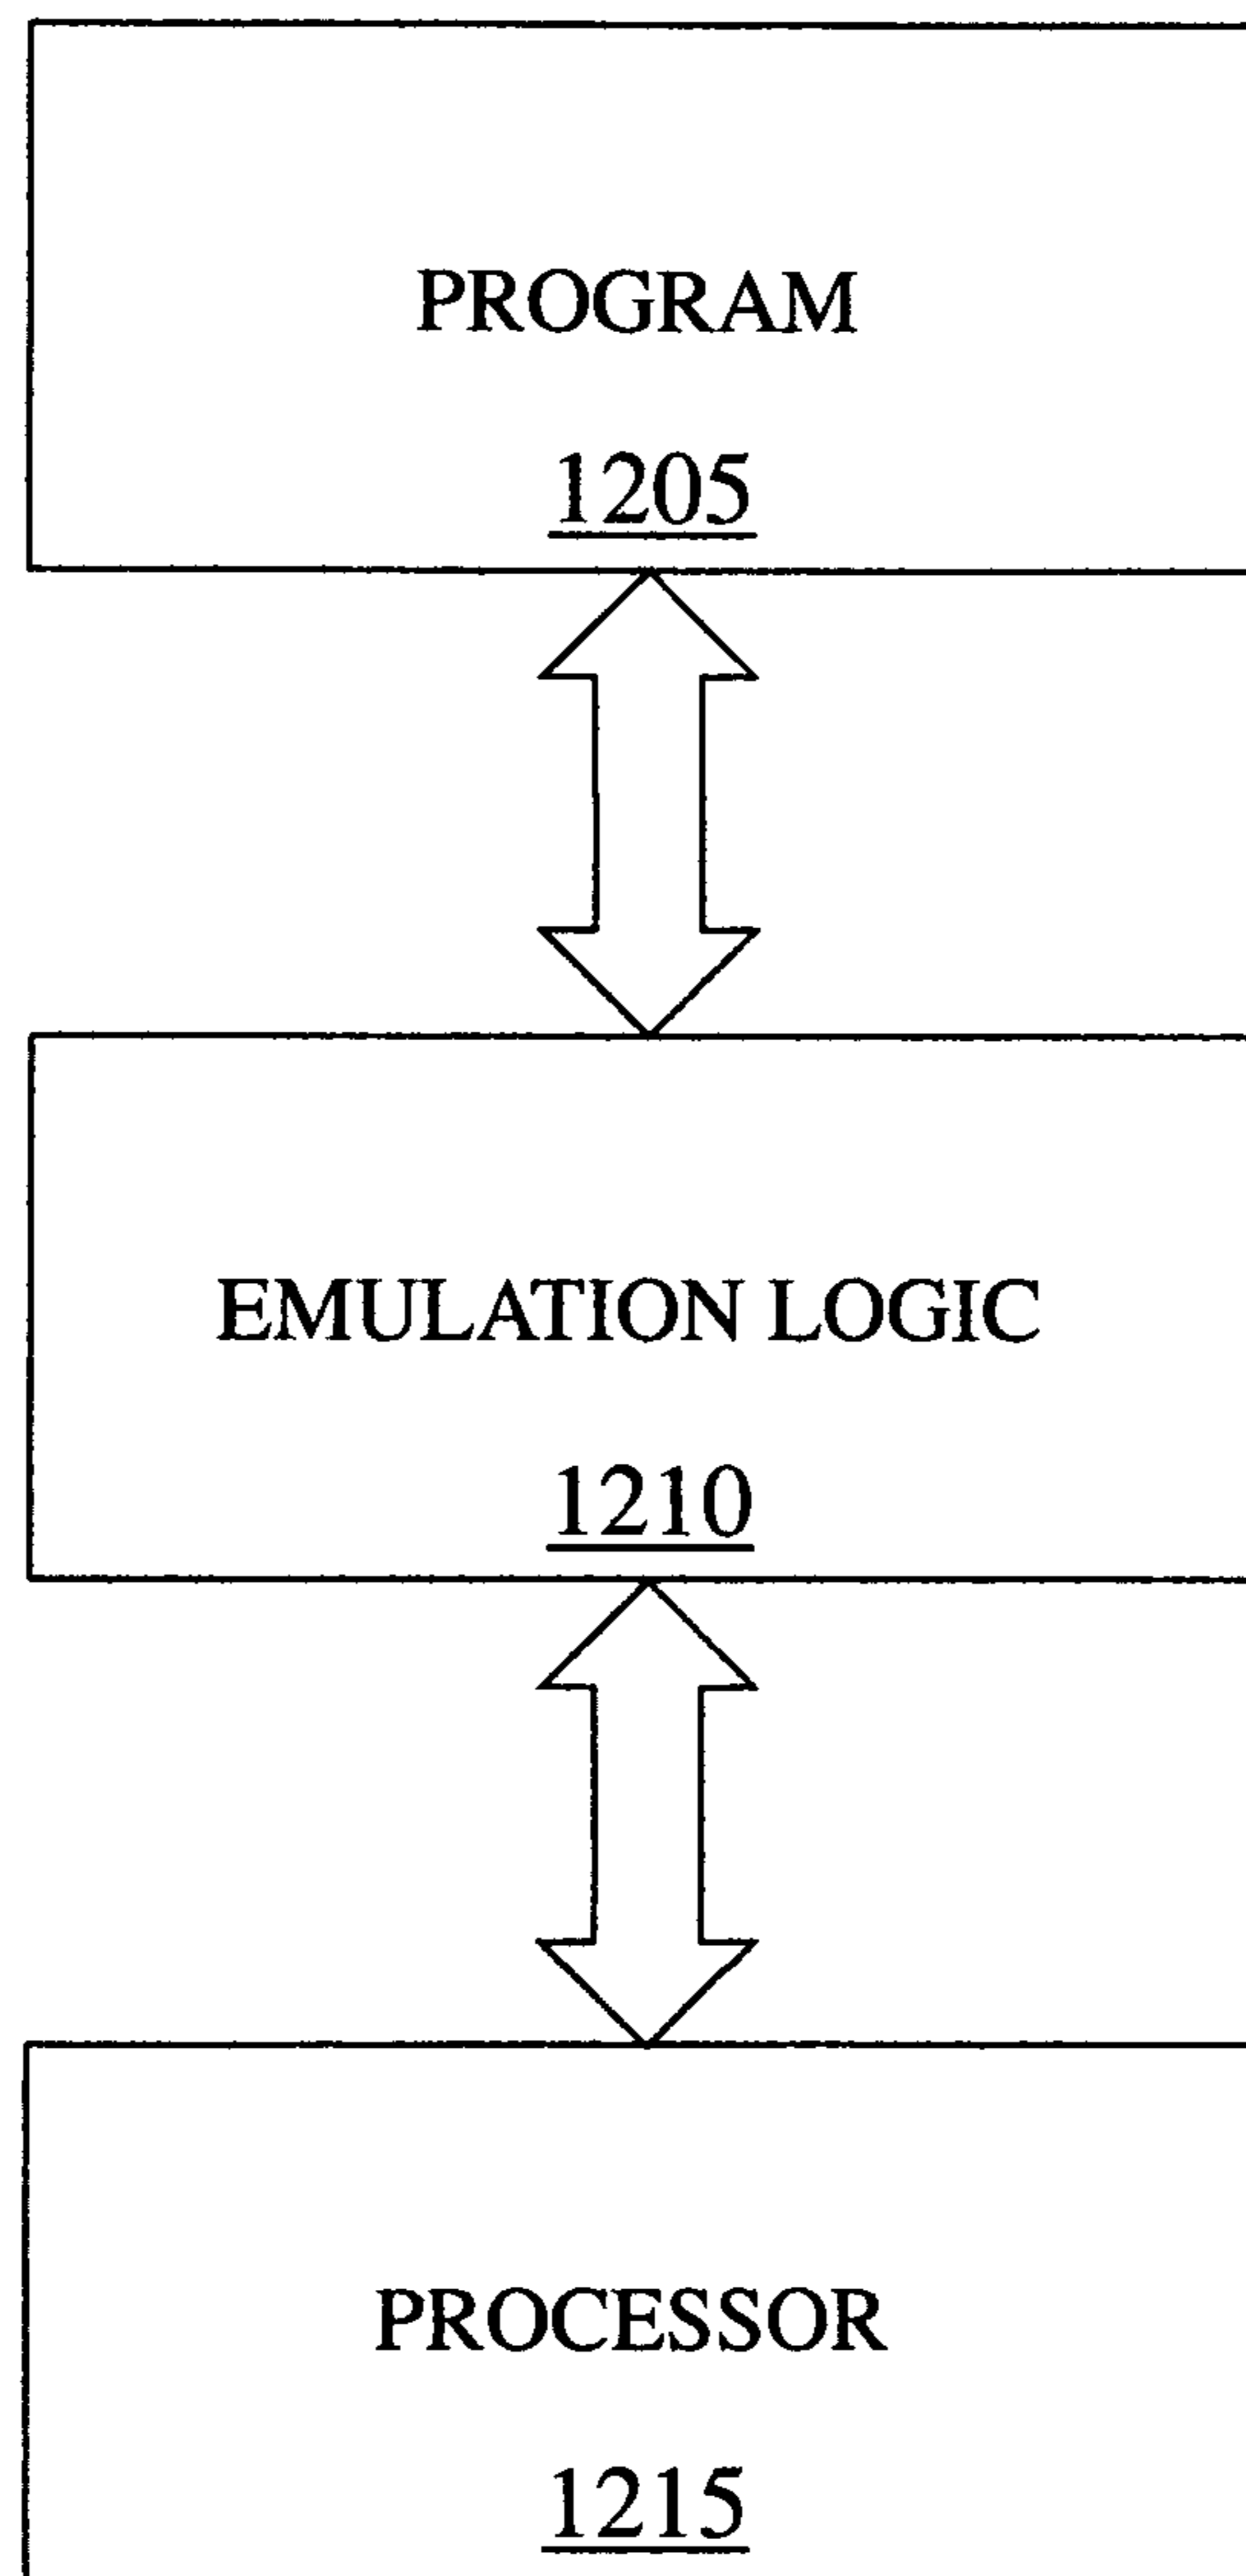 PROGRAM
1205
EMULATION LOGIC
1210
PROCESSOR
1215